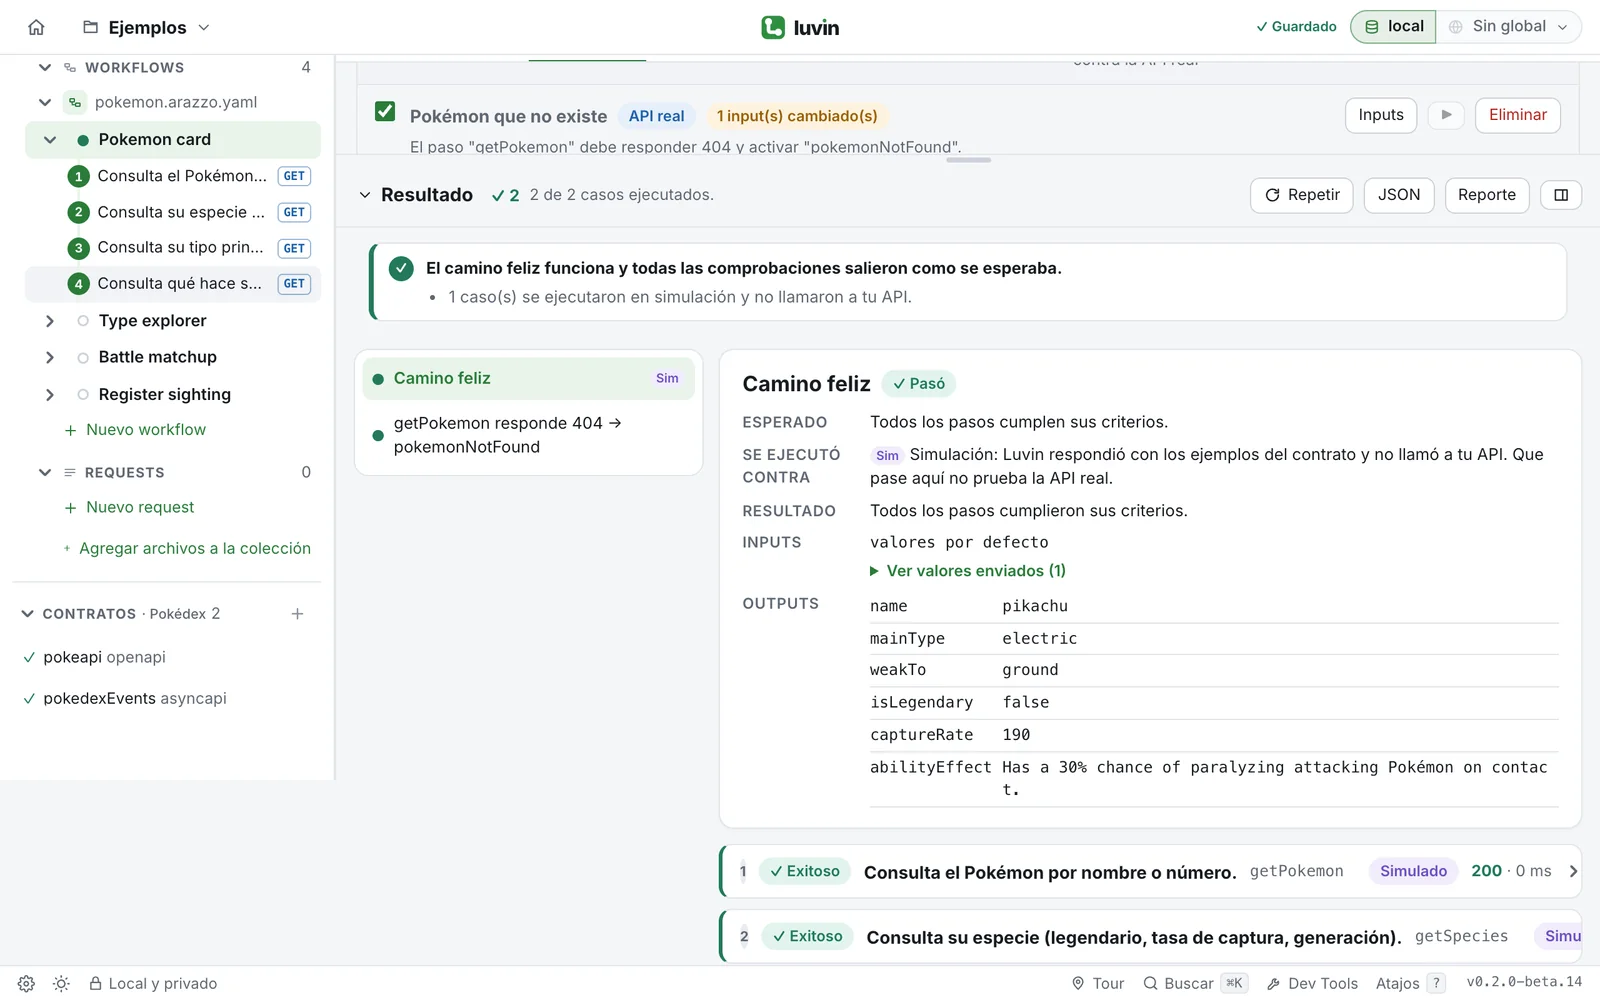 Ejemplos
luvin
Guardado
local
Sin global
WORKFLOWS 4
pokemon.arazzo.yaml
Pokemon card
1 Consulta el Pokémon... GET
2 Consulta su especie ... GET
3 Consulta su tipo prin... GET
4 Consulta qué hace s... GET
Type explorer
Battle matchup
Register sighting
+ Nuevo workflow
REQUESTS 0
+ Nuevo request
+ Agregar archivos a la colección
CONTRATOS · Pokédex 2 +
pokeapi openapi
pokedexEvents asyncapi
contra la API real
Pokémon que no existe API real 1 input(s) cambiado(s) Inputs Eliminar
El paso "getPokemon" debe responder 404 y activar "pokemonNotFound".
Resultado ✓ 2 2 de 2 casos ejecutados. Repetir JSON Reporte
El camino feliz funciona y todas las comprobaciones salieron como se esperaba.
• 1 caso(s) se ejecutaron en simulación y no llamaron a tu API.
Camino feliz Sim
getPokemon responde 404 →
pokemonNotFound
Camino feliz ✓ Pasó
ESPERADO Todos los pasos cumplen sus criterios.
SE EJECUTÓ CONTRA Sim Simulación: Luvin respondió con los ejemplos del contrato y no llamó a tu API. Que
pase aquí no prueba la API real.
RESULTADO Todos los pasos cumplieron sus criterios.
INPUTS valores por defecto
Ver valores enviados (1)
OUTPUTS name pikachu
mainType electric
weakTo ground
isLegendary false
captureRate 190
abilityEffect Has a 30% chance of paralyzing attacking Pokémon on contac
t.
1 ✓ Exitoso Consulta el Pokémon por nombre o número. getPokemon Simulado 200 · 0 ms
2 ✓ Exitoso Consulta su especie (legendario, tasa de captura, generación). getSpecies Simu
Local y privado
Tour
Buscar ⌘K
Dev Tools
Atajos ?
v0.2.0-beta.14